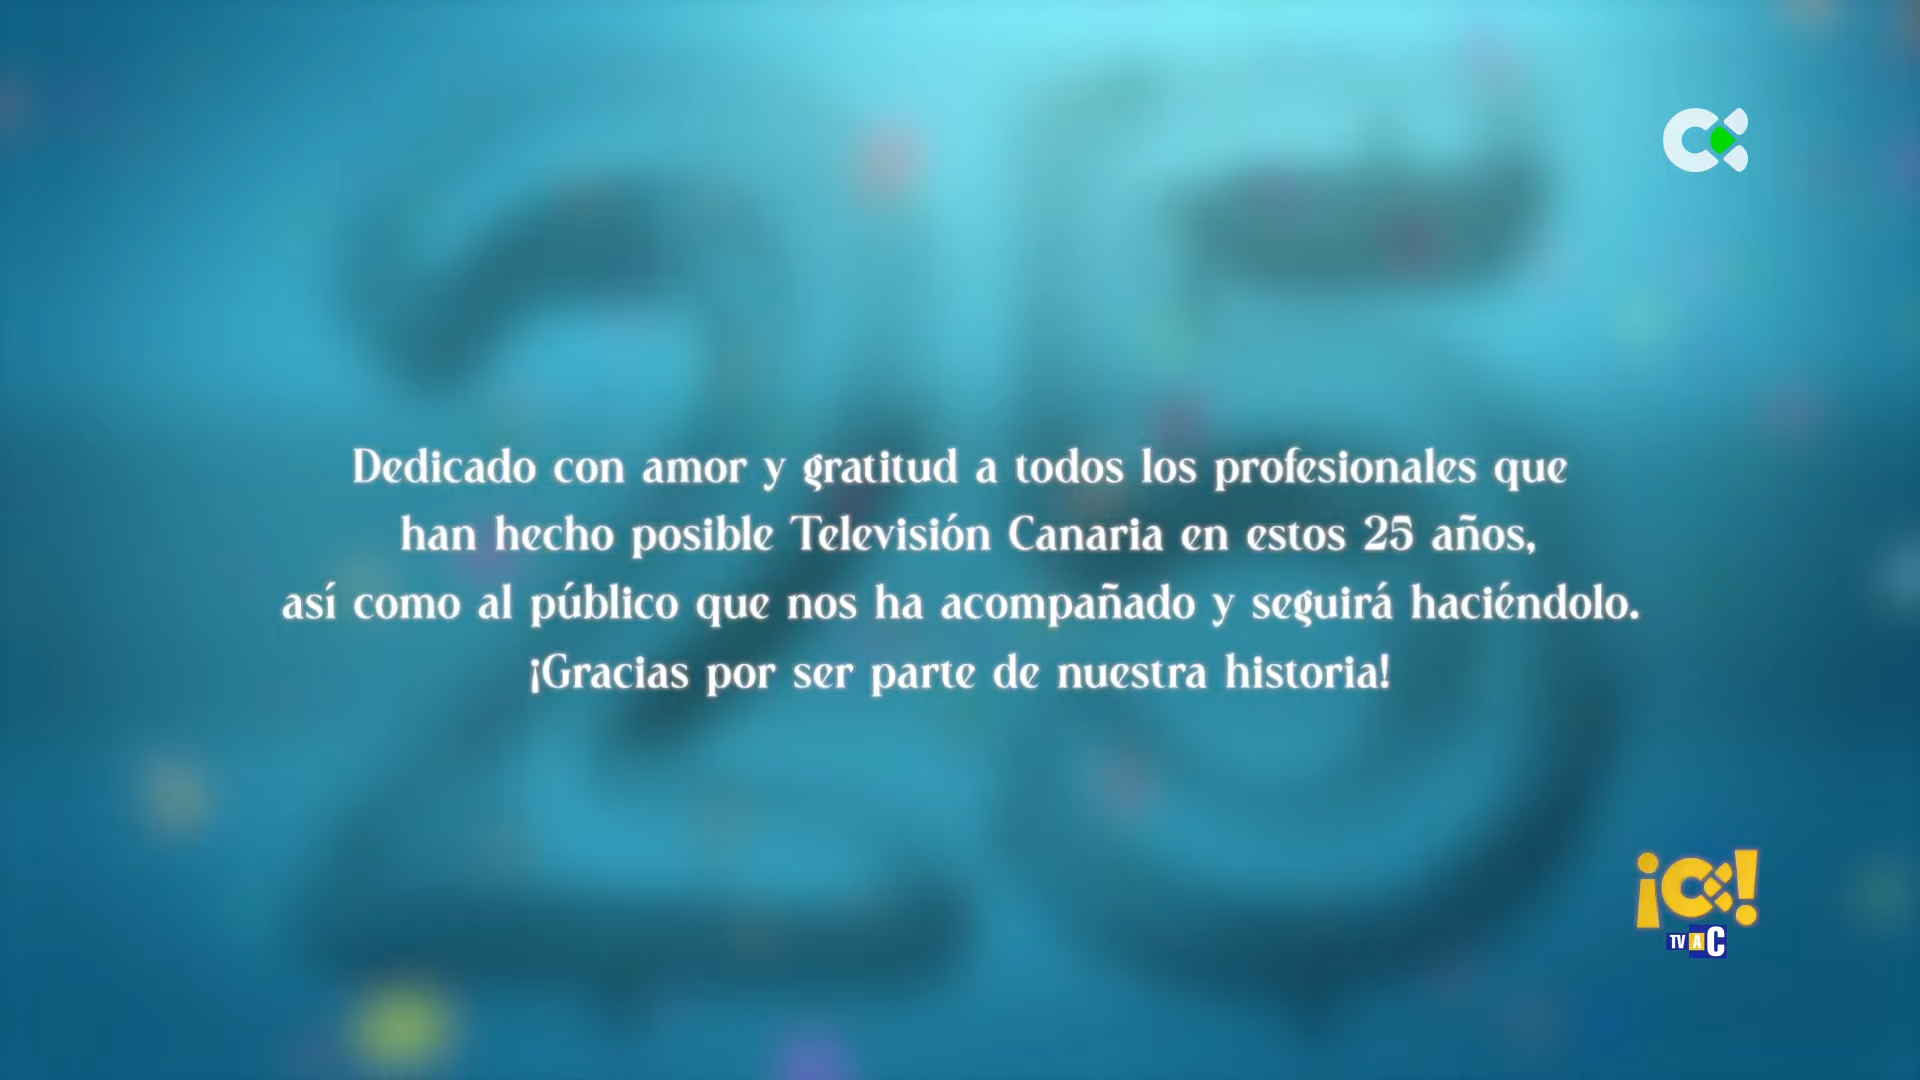 Dedicado con amor y gratitud a todos los profesionales que
han hecho posible Televisión Canaria en estos 25 años,
así como al público que nos ha acompañado y seguirá haciéndolo.
¡Gracias por ser parte de nuestra historia!
¡C!
TV A C